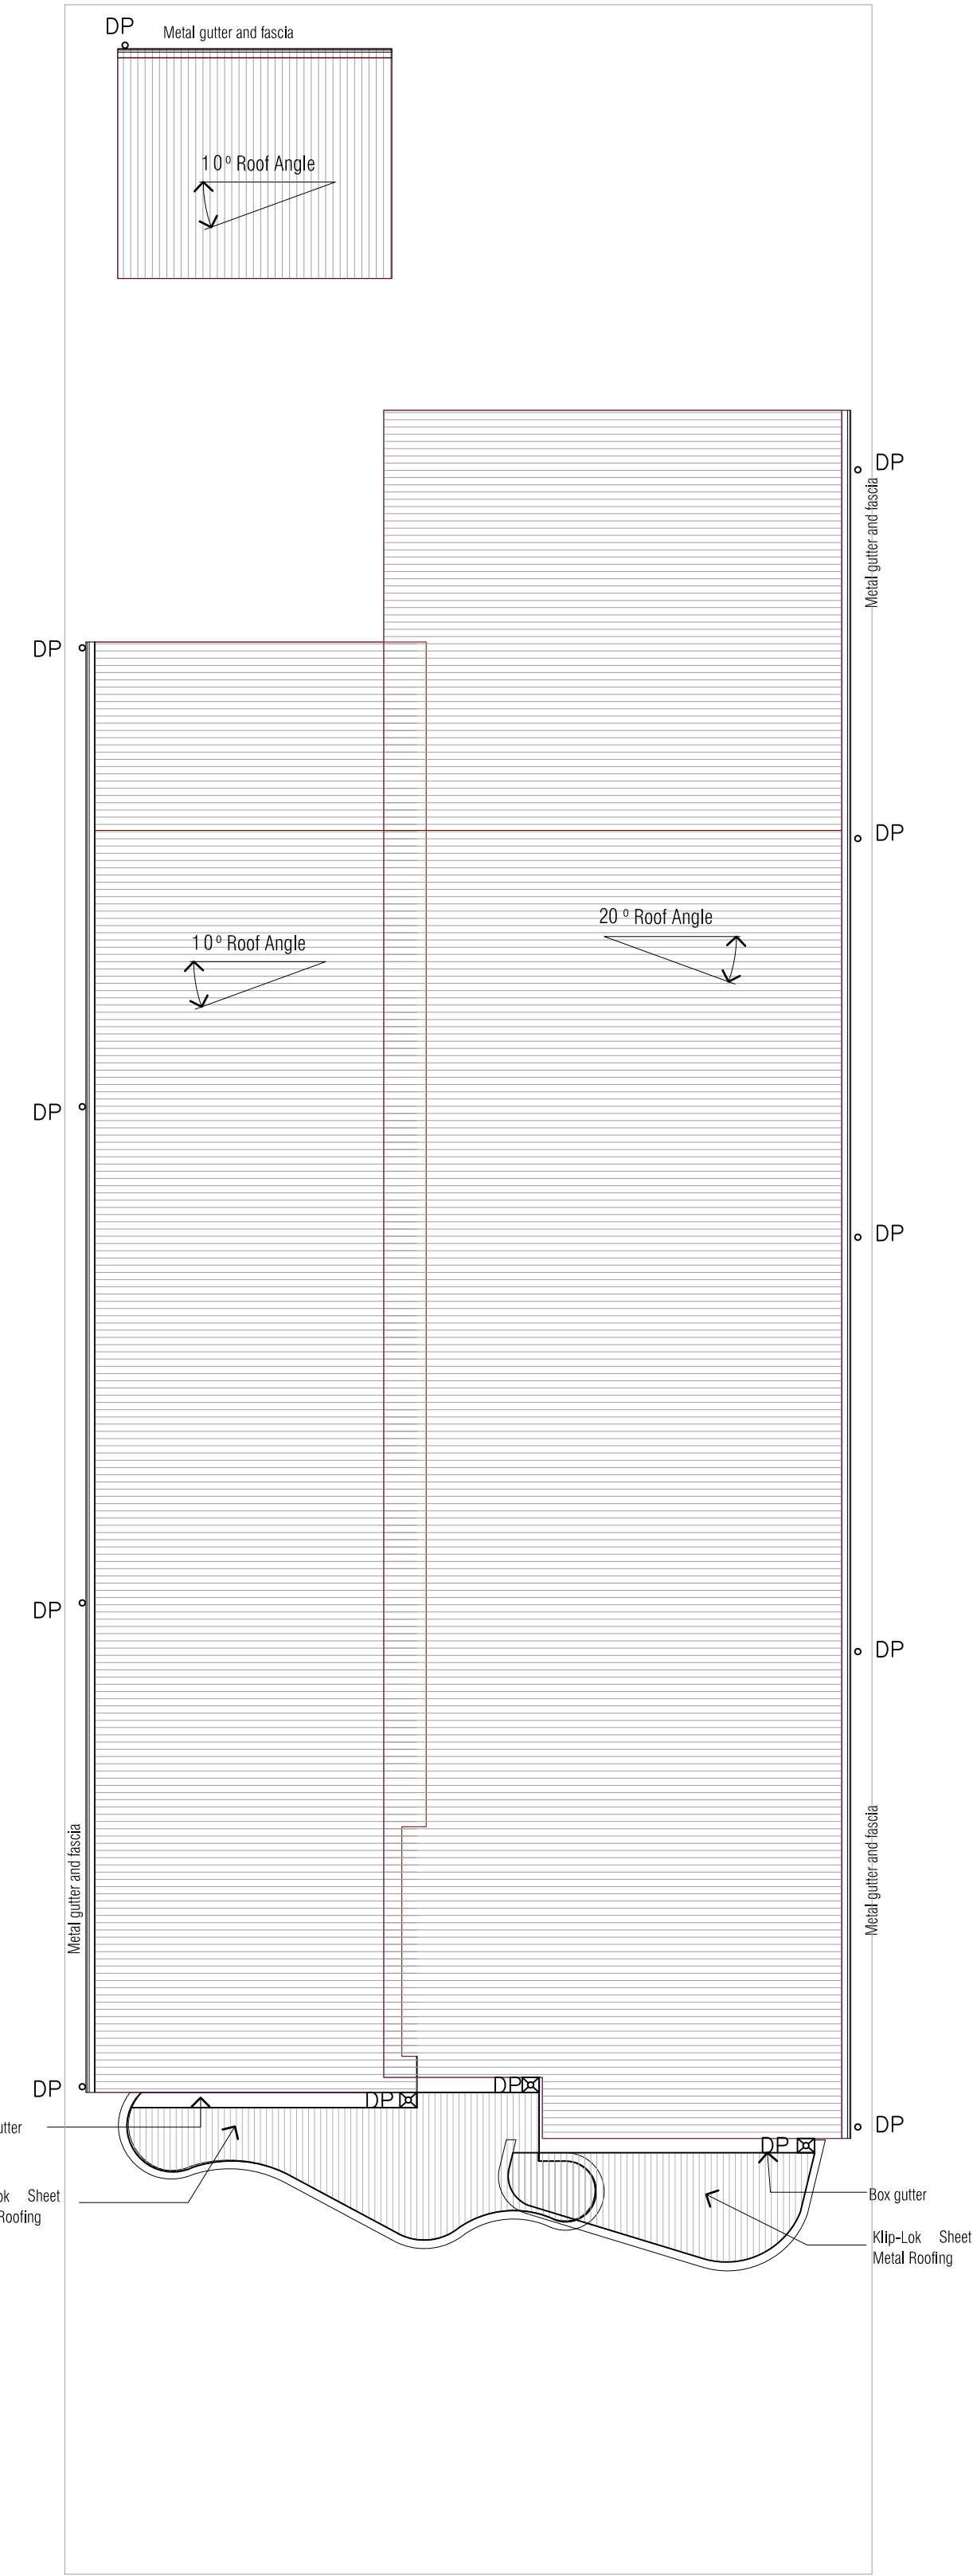 DP
Metal gutter and fascia
10° Roof Angle
DP
Metal gutter and fascia
DP
DP
20° Roof Angle
10° Roof Angle
DP
DP
DP
DP
Metal gutter and fascia
Metal gutter and fascia
DP
DP
DP
DP
DP
Box gutter
Sheet
Klip-Lok Sheet
Metal Roofing
Roofing